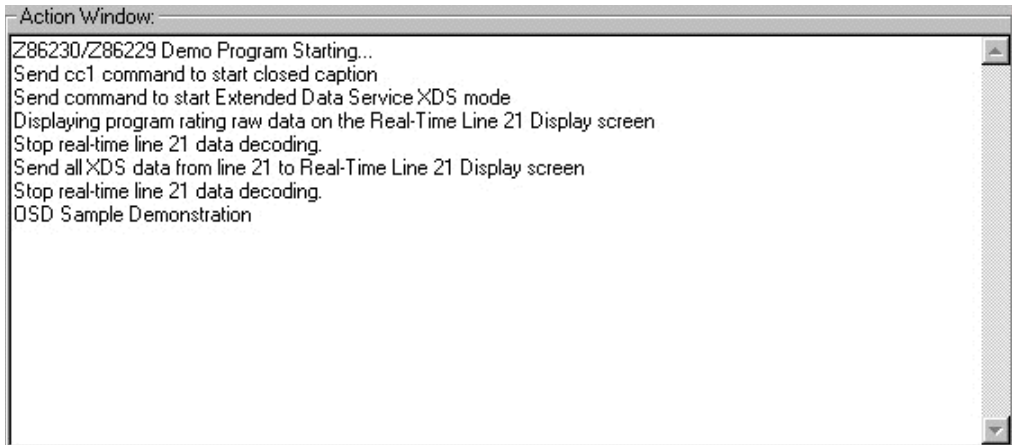 Action Window:
Z86230/Z86229 Demo Program Starting...
Send cc1 command to start closed caption
Send command to start Extended Data Service XDS mode
Displaying program rating raw data on the Real-Time Line 21 Display screen
Stop real-time line 21 data decoding.
Send all XDS data from line 21 to Real-Time Line 21 Display screen
Stop real-time line 21 data decoding.
OSD Sample Demonstration